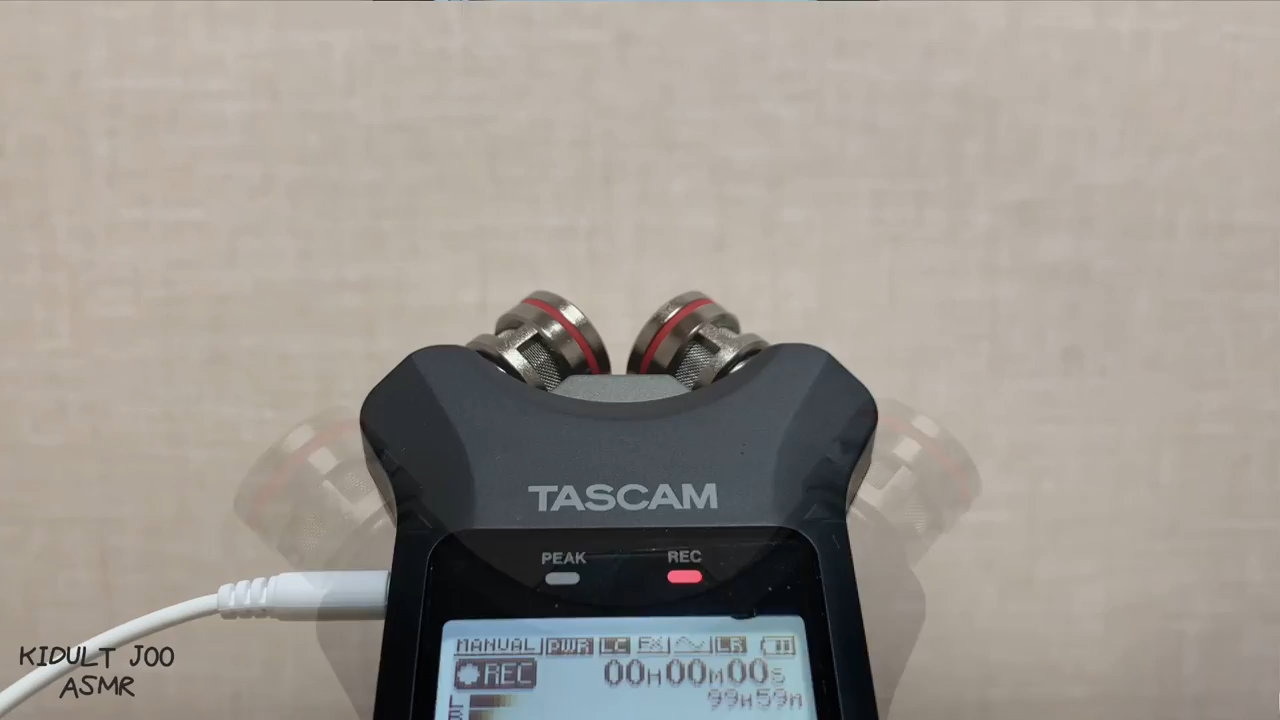 TASCAM
PEAK REC
MANUAL PWR LC FX LR
REC 00H00M00S
99H59M
L
R
KIDULT JOO
ASMR